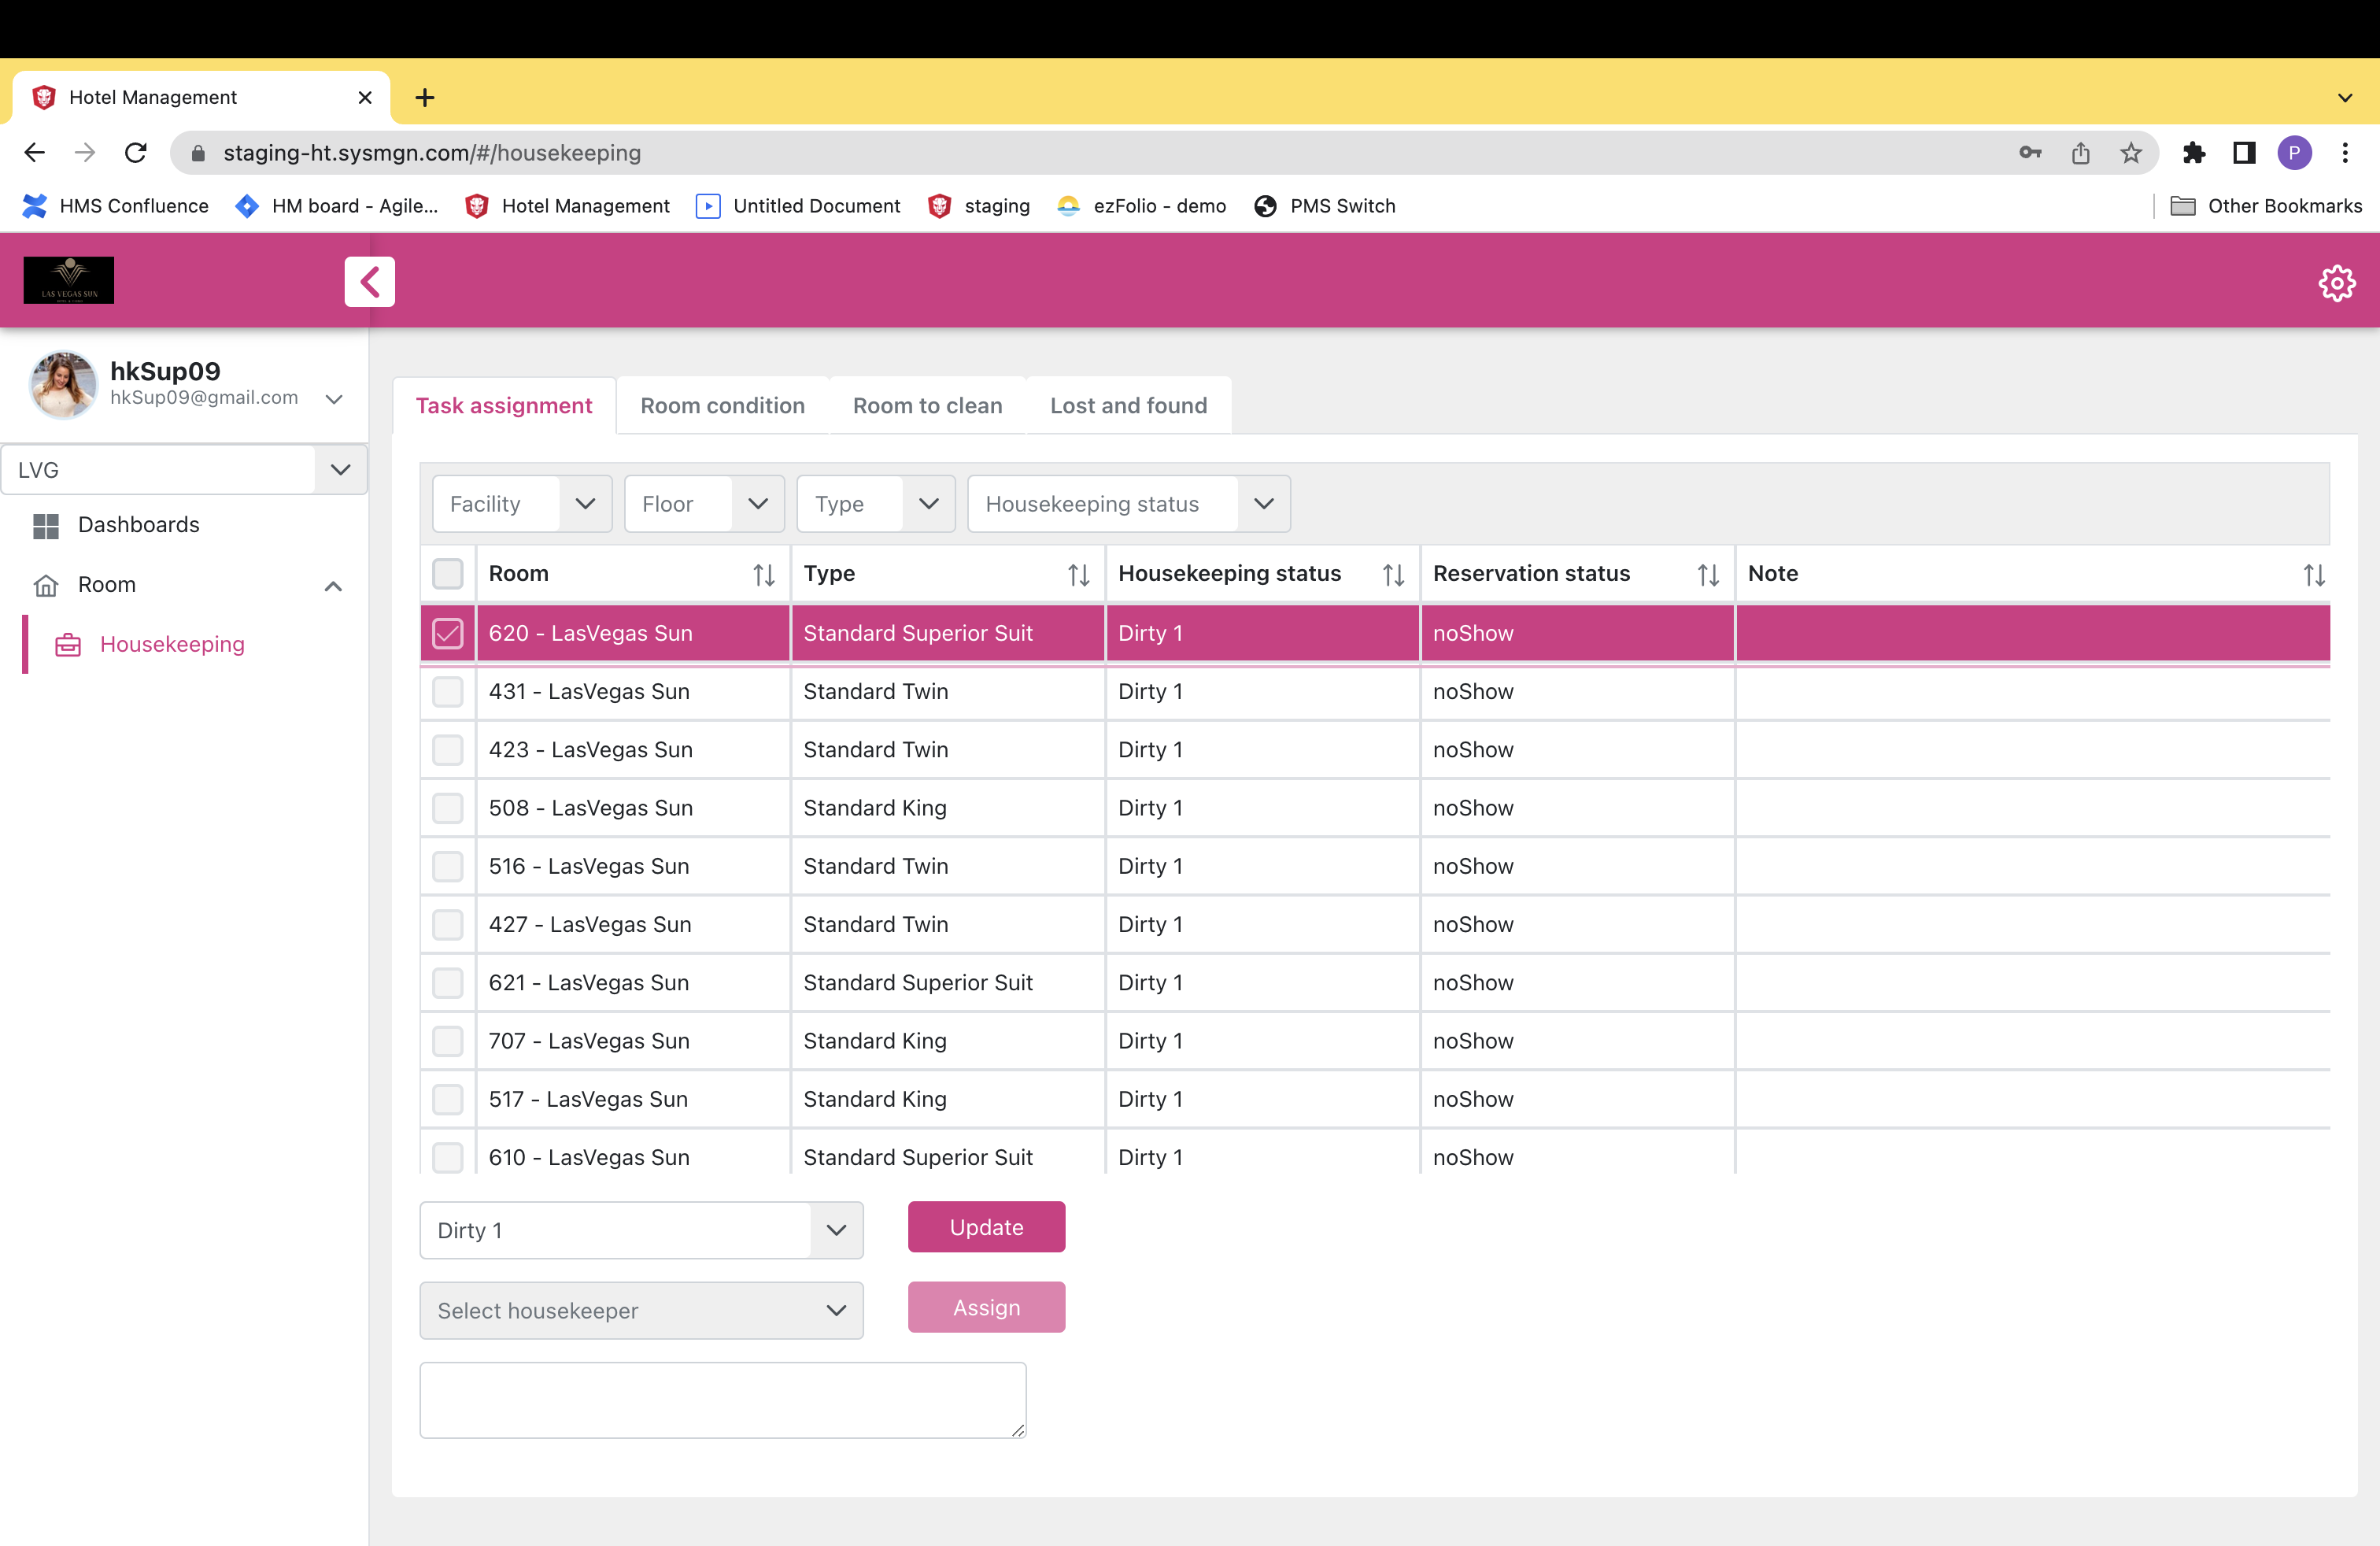 Hotel Management
staging-ht.sysmgn.com/#/housekeeping
P
HMS Confluence
HM board - Agile...
Hotel Management
Untitled Document
staging
ezFolio - demo
PMS Switch
Other Bookmarks
LAS VEGAS SUN
hkSup09
hkSup09@gmail.com
LVG
Dashboards
Room
Housekeeping
Task assignment
Room condition
Room to clean
Lost and found
Facility
Floor
Type
Housekeeping status
Room Type Housekeeping status Reservation status Note
620 - LasVegas Sun Standard Superior Suit Dirty 1 noShow
431 - LasVegas Sun Standard Twin Dirty 1 noShow
423 - LasVegas Sun Standard Twin Dirty 1 noShow
508 - LasVegas Sun Standard King Dirty 1 noShow
516 - LasVegas Sun Standard Twin Dirty 1 noShow
427 - LasVegas Sun Standard Twin Dirty 1 noShow
621 - LasVegas Sun Standard Superior Suit Dirty 1 noShow
707 - LasVegas Sun Standard King Dirty 1 noShow
517 - LasVegas Sun Standard King Dirty 1 noShow
610 - LasVegas Sun Standard Superior Suit Dirty 1 noShow
Dirty 1
Update
Select housekeeper
Assign